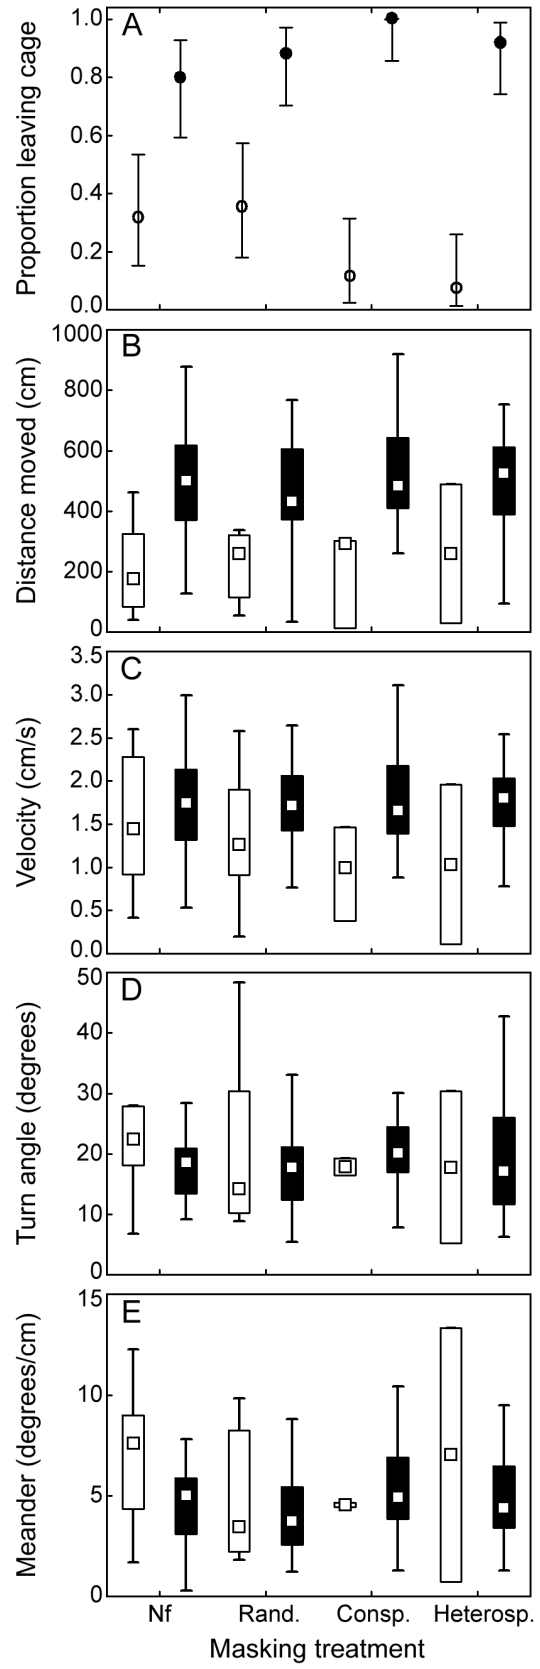 A
Proportion leaving cage
1.0
0.8
0.6
0.4
0.2
0.0
B
Distance moved (cm)
1000
800
600
400
200
0
C
Velocity (cm/s)
3.5
3.0
2.5
2.0
1.5
1.0
0.5
0.0
D
Turn angle (degrees)
50
40
30
20
10
0
E
Meander (degrees/cm)
15
10
5
0
Nf Rand. Consp. Heterosp.
Masking treatment